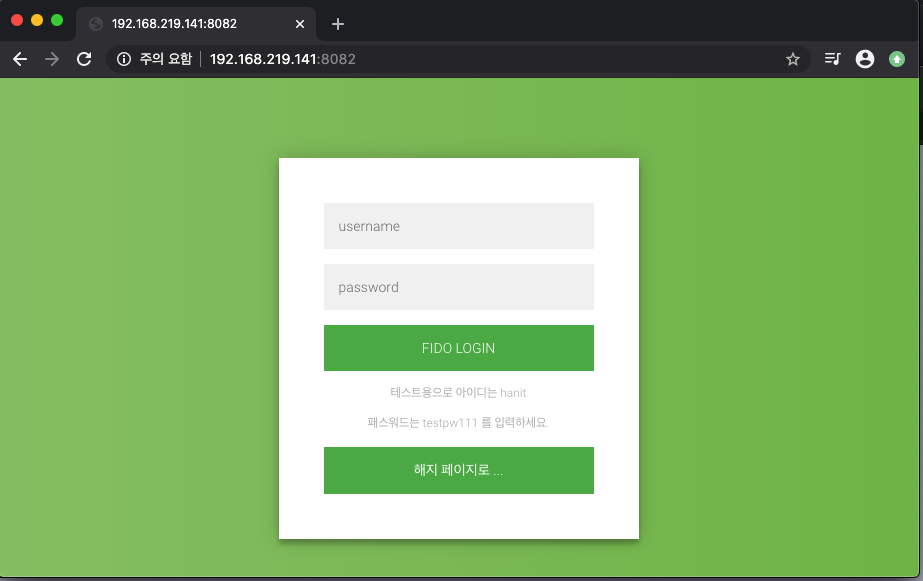 192.168.219.141:8082
주의 요함 192.168.219.141:8082
username
password
FIDO LOGIN
테스트용으로 아이디는 hanit
패스워드는 testpw111 를 입력하세요.
해지 페이지로 ...